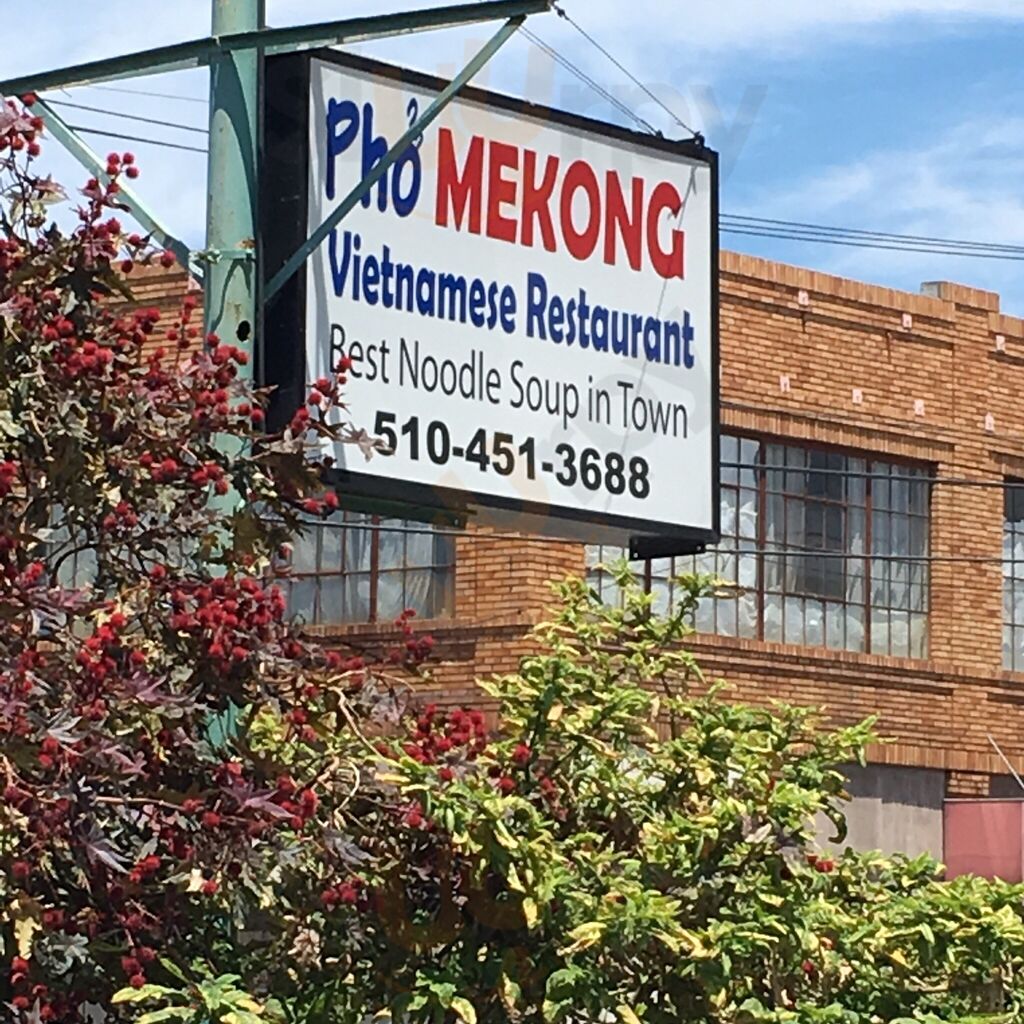 Phở MEKONG
Vietnamese Restaurant
Best Noodle Soup in Town
510-451-3688